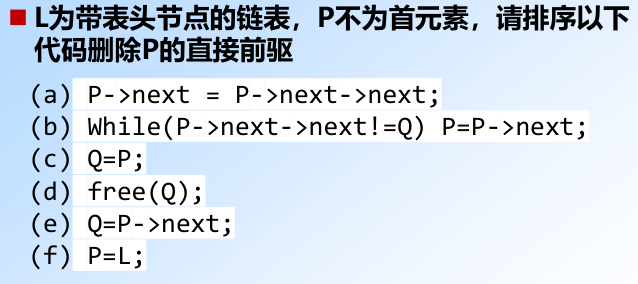 L为带表头节点的链表，P不为首元素，请排序以下
代码删除P的直接前驱
(a) P->next = P->next->next;
(b) While(P->next->next!=Q) P=P->next;
(c) Q=P;
(d) free(Q);
(e) Q=P->next;
(f) P=L;